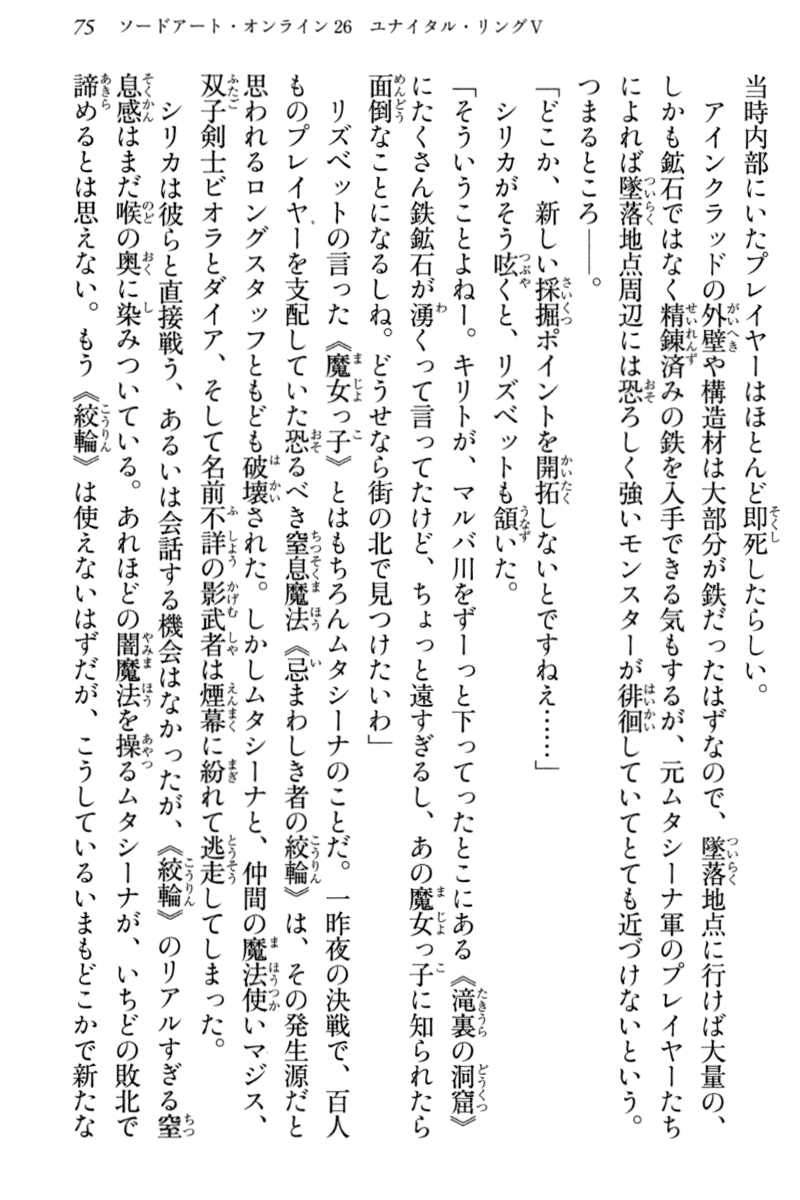 75　ソードアート・オンライン26　ユナイタル・リングⅤ
当時内部にいたプレイヤーはほとんど即死したらしい。
　アインクラッドの外壁や構造材は大部分が鉄だったはずなので、墜落地点に行けば大量の、
しかも鉱石ではなく精錬済みの鉄を入手できる気もするが、元ムタシーナ軍のプレイヤーたち
によれば墜落地点周辺には恐ろしく強いモンスターが徘徊していてとても近づけないという。
つまるところ――。
「どこか、新しい採掘ポイントを開拓しないとですねえ……」
　シリカがそう呟くと、リズベットも頷いた。
「そういうことよねー。キリトが、マルバ川をずーっと下ってったとこにある《滝裏の洞窟》
にたくさん鉄鉱石が湧くって言ってたけど、ちょっと遠すぎるし、あの魔女っ子に知られたら
面倒なことになるしね。どうせなら街の北で見つけたいわ」
　リズベットの言った《魔女っ子》とはもちろんムタシーナのことだ。一昨夜の決戦で、百人
ものプレイヤーを支配していた恐るべき窒息魔法《忌まわしき者の絞輪》は、その発生源だと
思われるロングスタッフともども破壊された。しかしムタシーナと、仲間の魔法使いマジス、
双子剣士ビオラとダイア、そして名前不詳の影武者は煙幕に紛れて逃走してしまった。
　シリカは彼らと直接戦う、あるいは会話する機会はなかったが、《絞輪》のリアルすぎる窒
息感はまだ喉の奥に染みついている。あれほどの闇魔法を操るムタシーナが、いちどの敗北で
諦めるとは思えない。もう《絞輪》は使えないはずだが、こうしているいまもどこかで新たな